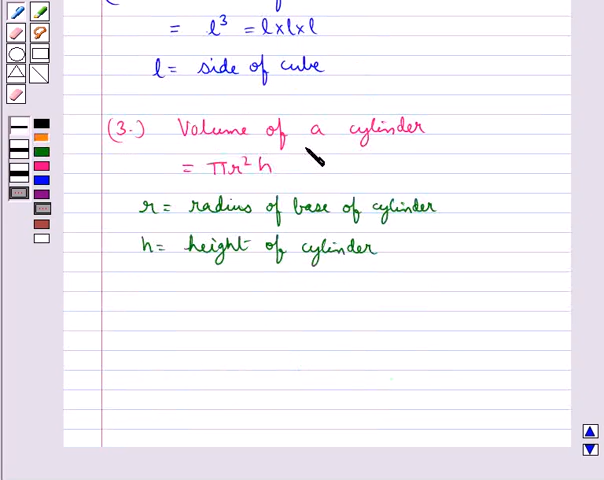 = l³ = l×l×l
l = side of cube
(3.) Volume of a cylinder
= πr²h
r = radius of base of cylinder
h = height of cylinder